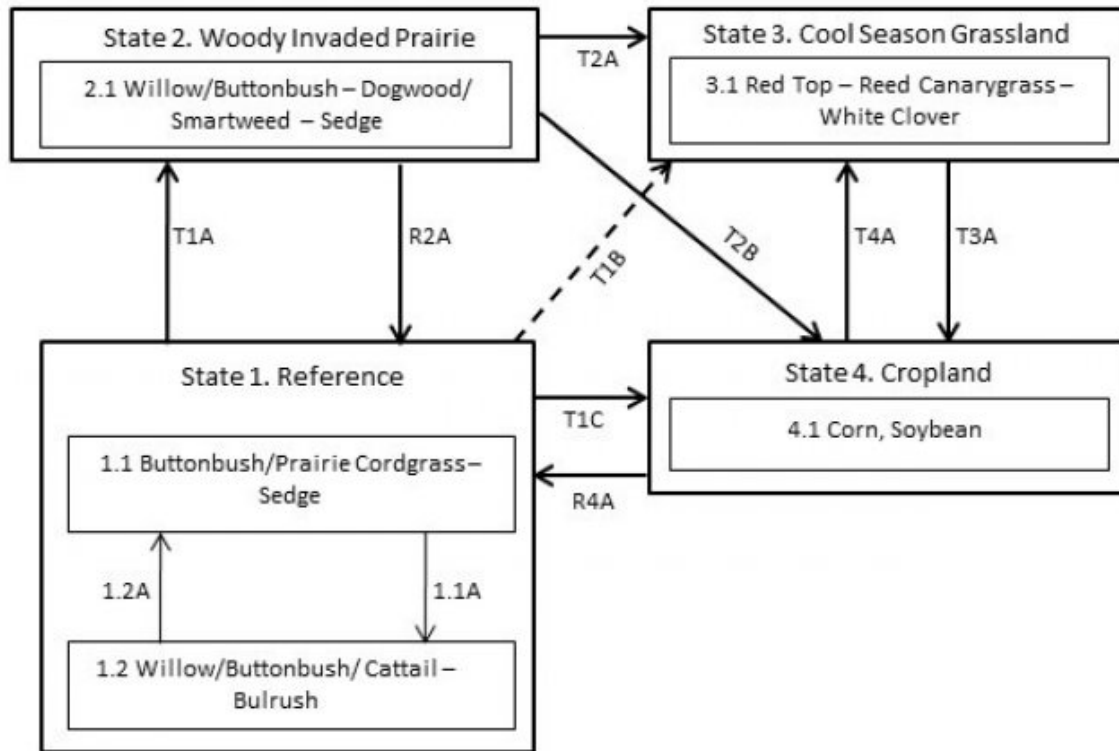 State 2. Woody Invaded Prairie
2.1 Willow/Buttonbush – Dogwood/
Smartweed – Sedge
T2A
State 3. Cool Season Grassland
3.1 Red Top – Reed Canarygrass –
White Clover
T1A
R2A
T1B
T2B
T4A
T3A
State 1. Reference
1.1 Buttonbush/Prairie Cordgrass–
Sedge
1.2A
1.1A
1.2 Willow/Buttonbush/ Cattail –
Bulrush
T1C
R4A
State 4. Cropland
4.1 Corn, Soybean